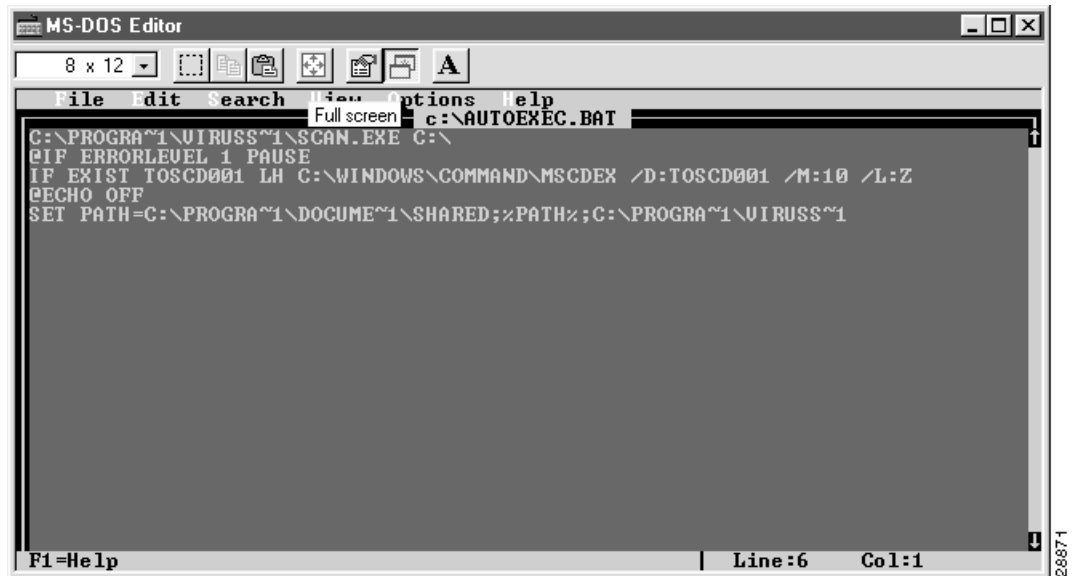 MS-DOS Editor
8 x 12
A
File Edit Search View Options Help
Full screen
c:\AUTOEXEC.BAT
C:\PROGRA~1\VIRUSS~1\SCAN.EXE C:\
@IF ERRORLEVEL 1 PAUSE
IF EXIST TOSCD001 LH C:\WINDOWS\COMMAND\MSCDEX /D:TOSCD001 /M:10 /L:Z
@ECHO OFF
SET PATH=C:\PROGRA~1\DOCUME~1\SHARED;%PATH%;C:\PROGRA~1\VIRUSS~1
F1=Help
Line:6 Col:1
28871